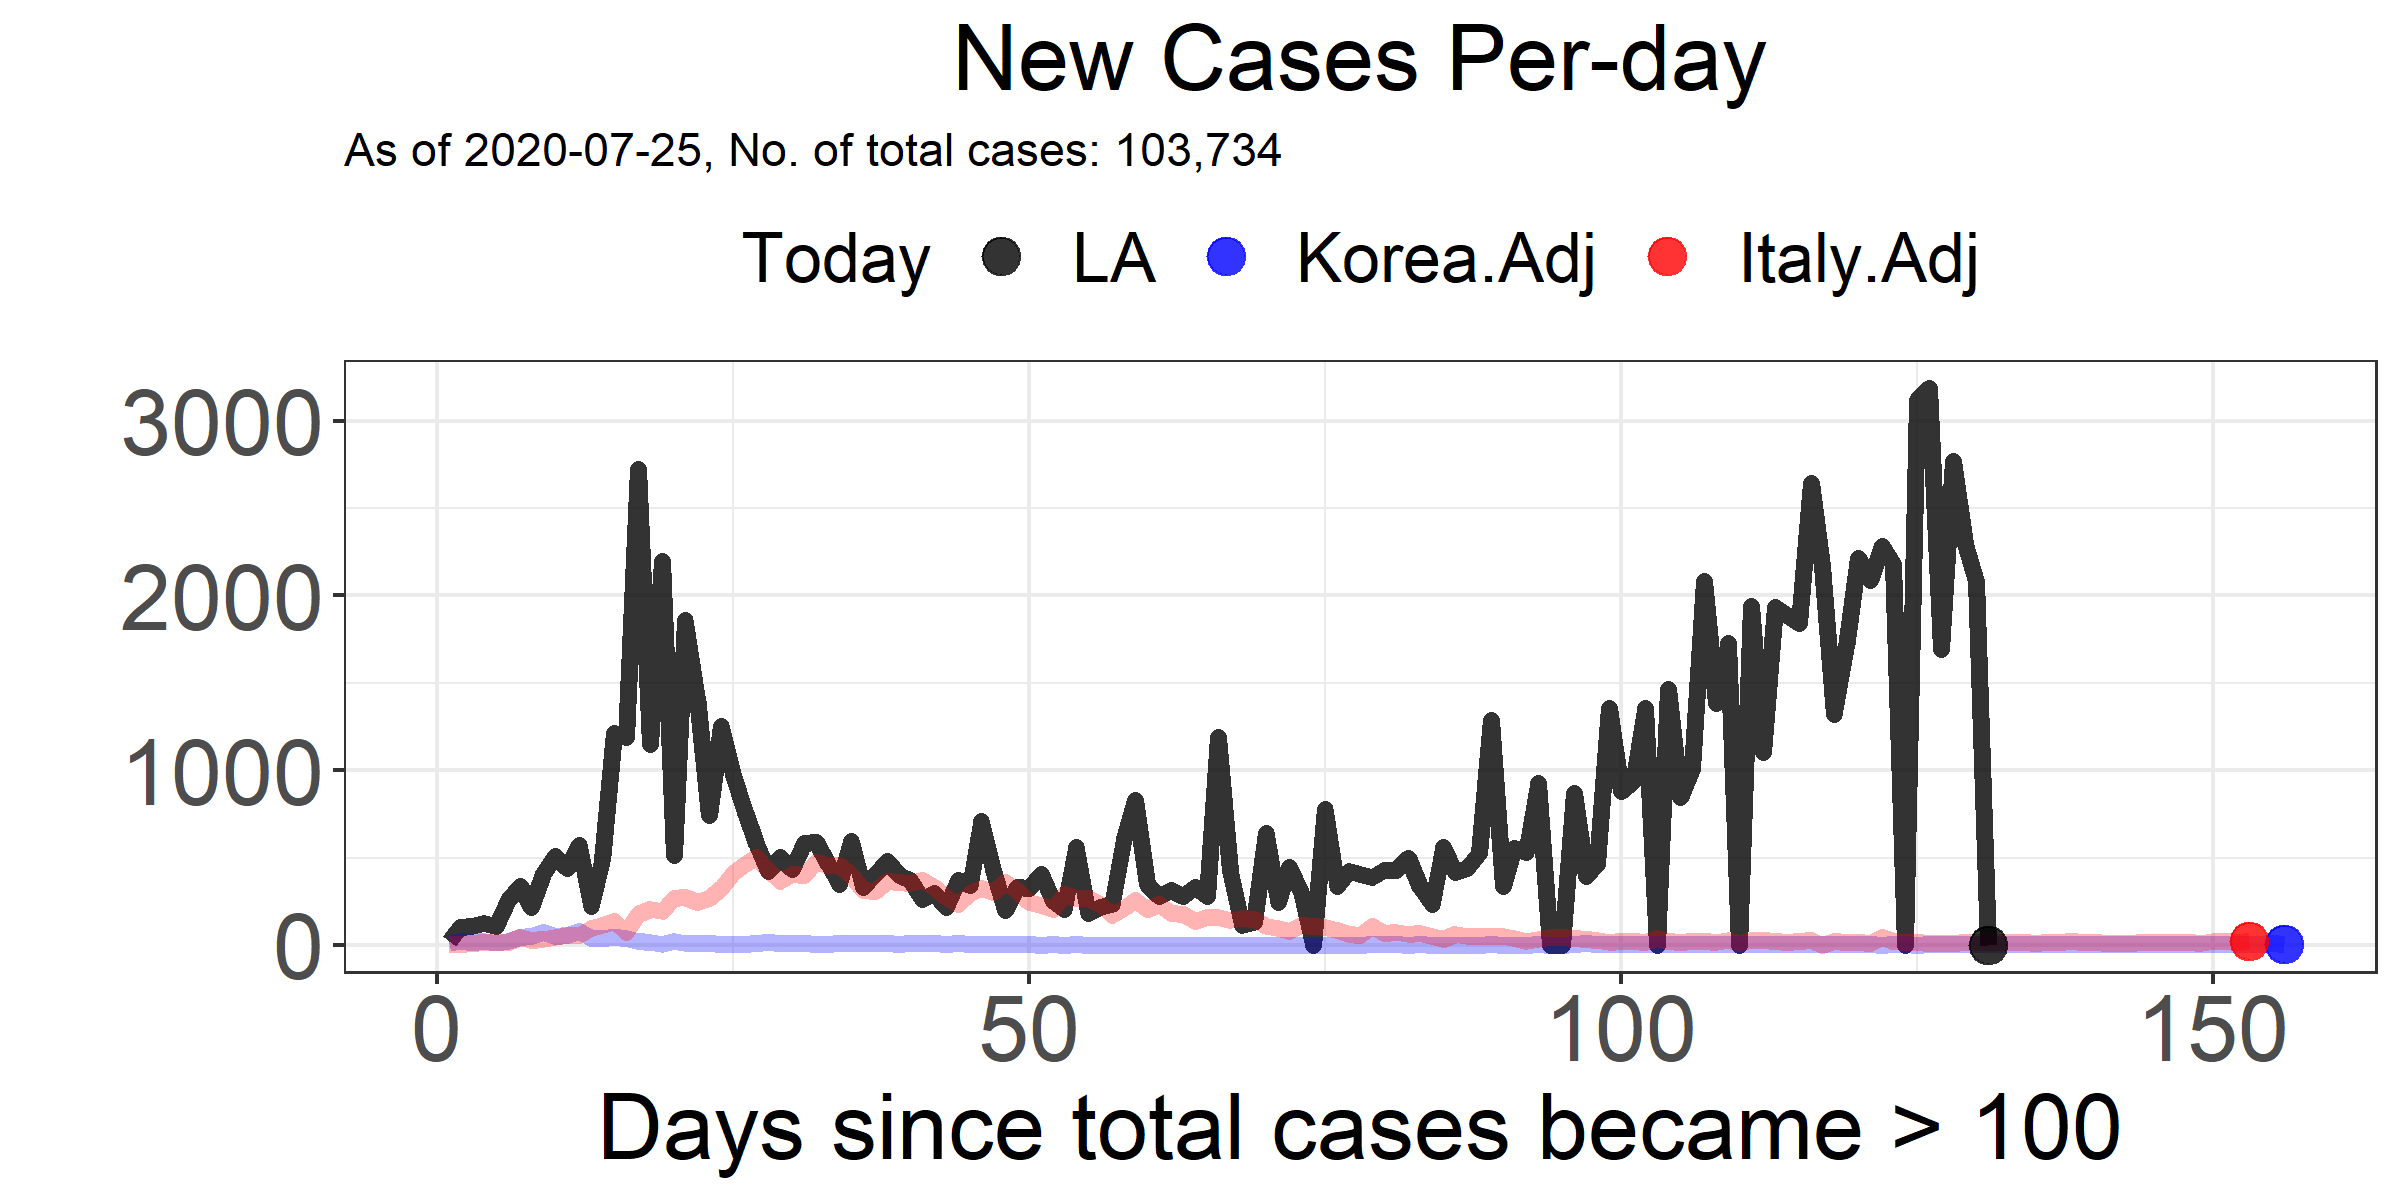 New Cases Per-day
As of 2020-07-25, No. of total cases: 103,734
Today LA Korea.Adj Italy.Adj
3000
2000
1000
0
0 50 100 150
Days since total cases became > 100